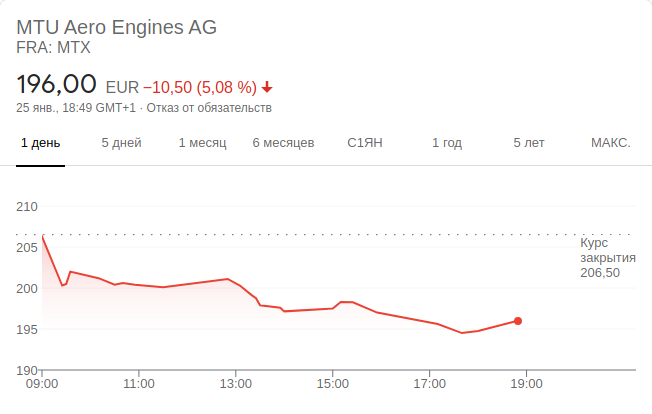 MTU Aero Engines AG
FRA: MTX
196,00 EUR −10,50 (5,08 %)
25 янв., 18:49 GMT+1 · Отказ от обязательств
1 день 5 дней 1 месяц 6 месяцев С1ЯН 1 год 5 лет МАКС.
210
205
200
195
190
Курс
закрытия
206,50
09:00 11:00 13:00 15:00 17:00 19:00